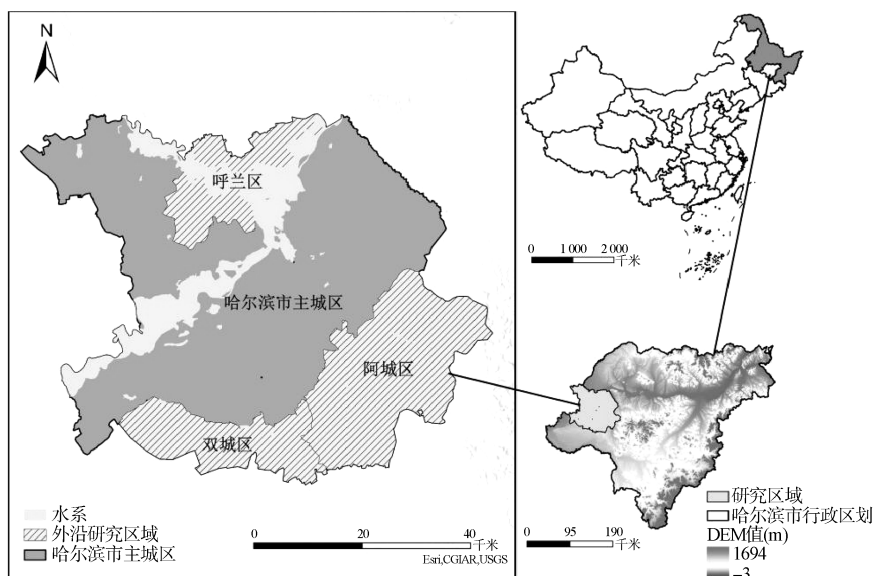 N
呼兰区
哈尔滨市主城区
阿城区
双城区
水系
外沿研究区域
哈尔滨市主城区
0 20 40
千米
Esri,CGIAR,USGS
0 1 000 2 000
千米
0 95 190
千米
研究区域
哈尔滨市行政区划
DEM值(m)
1694
-3